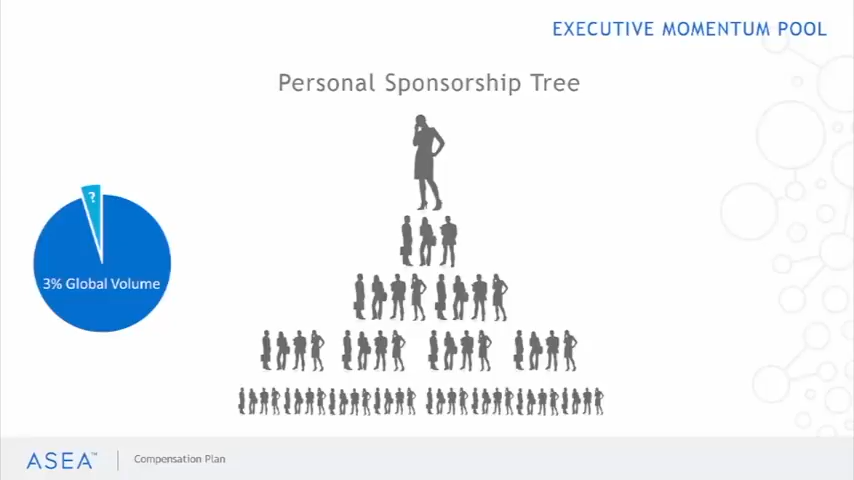 EXECUTIVE MOMENTUM POOL
Personal Sponsorship Tree
?
3% Global Volume
ASEA™
Compensation Plan